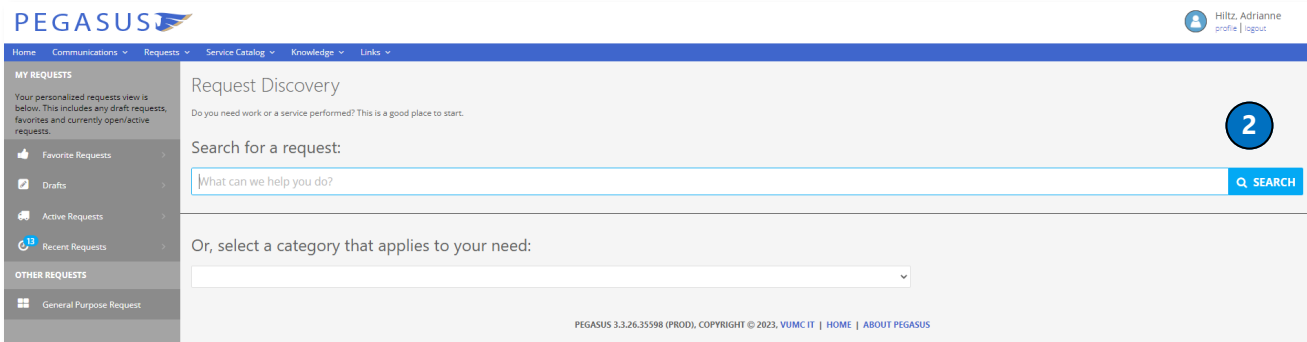 PEGASUS
Hiltz, Adrianne
profile | logout
Home Communications Requests Service Catalog Knowledge Links
MY REQUESTS
Your personalized requests view is
below. This includes any draft requests,
favorites and currently open/active
requests.
Favorite Requests
Drafts
Active Requests
13
Recent Requests
OTHER REQUESTS
General Purpose Request
Request Discovery
Do you need work or a service performed? This is a good place to start.
2
Search for a request:
What can we help you do?
SEARCH
Or, select a category that applies to your need:
PEGASUS 3.3.26.35598 (PROD), COPYRIGHT © 2023, VUMC IT | HOME | ABOUT PEGASUS